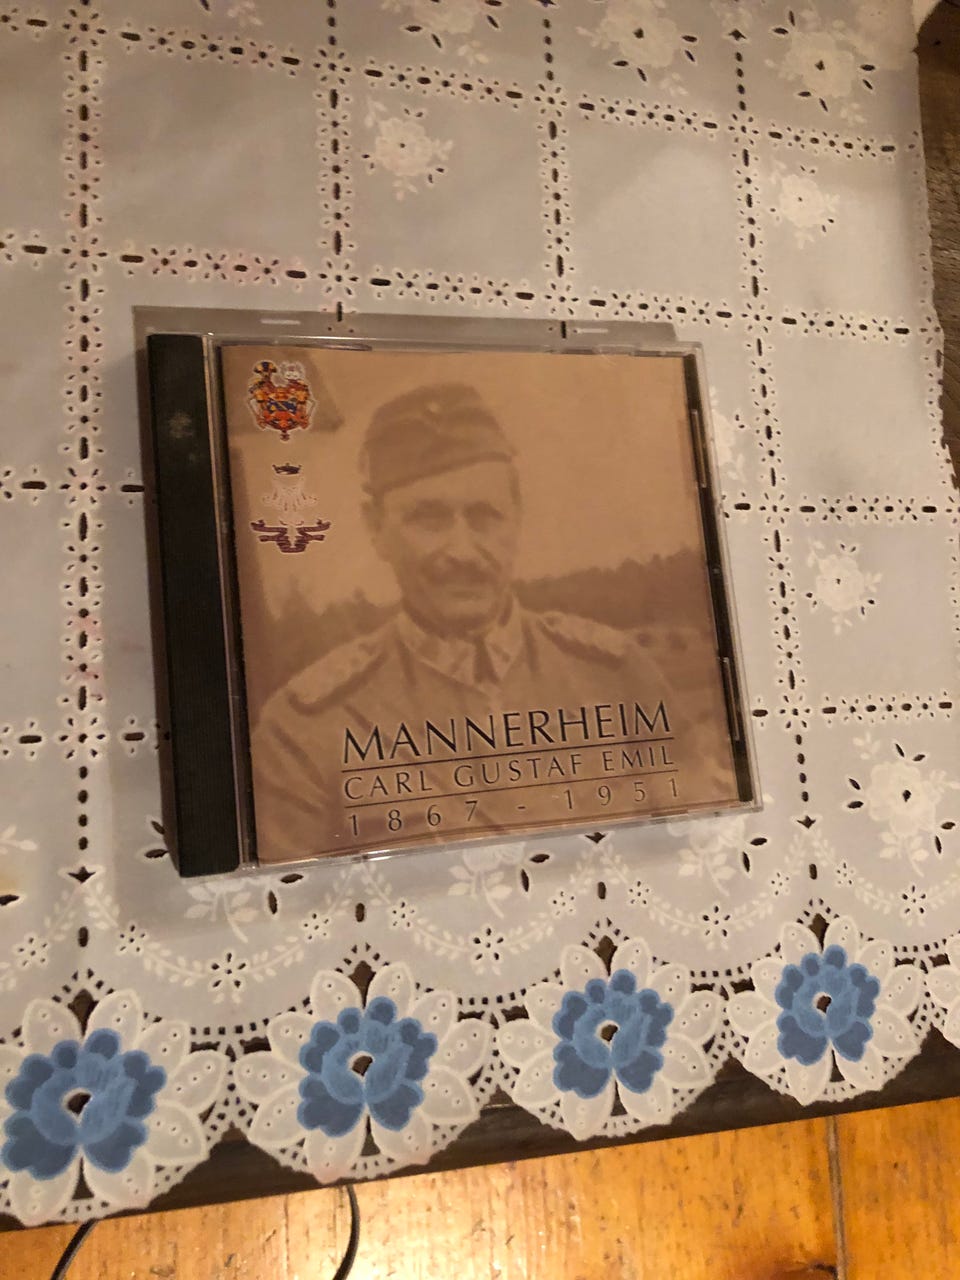 MANNERHEIM
CARL GUSTAF EMIL
1867 - 1951